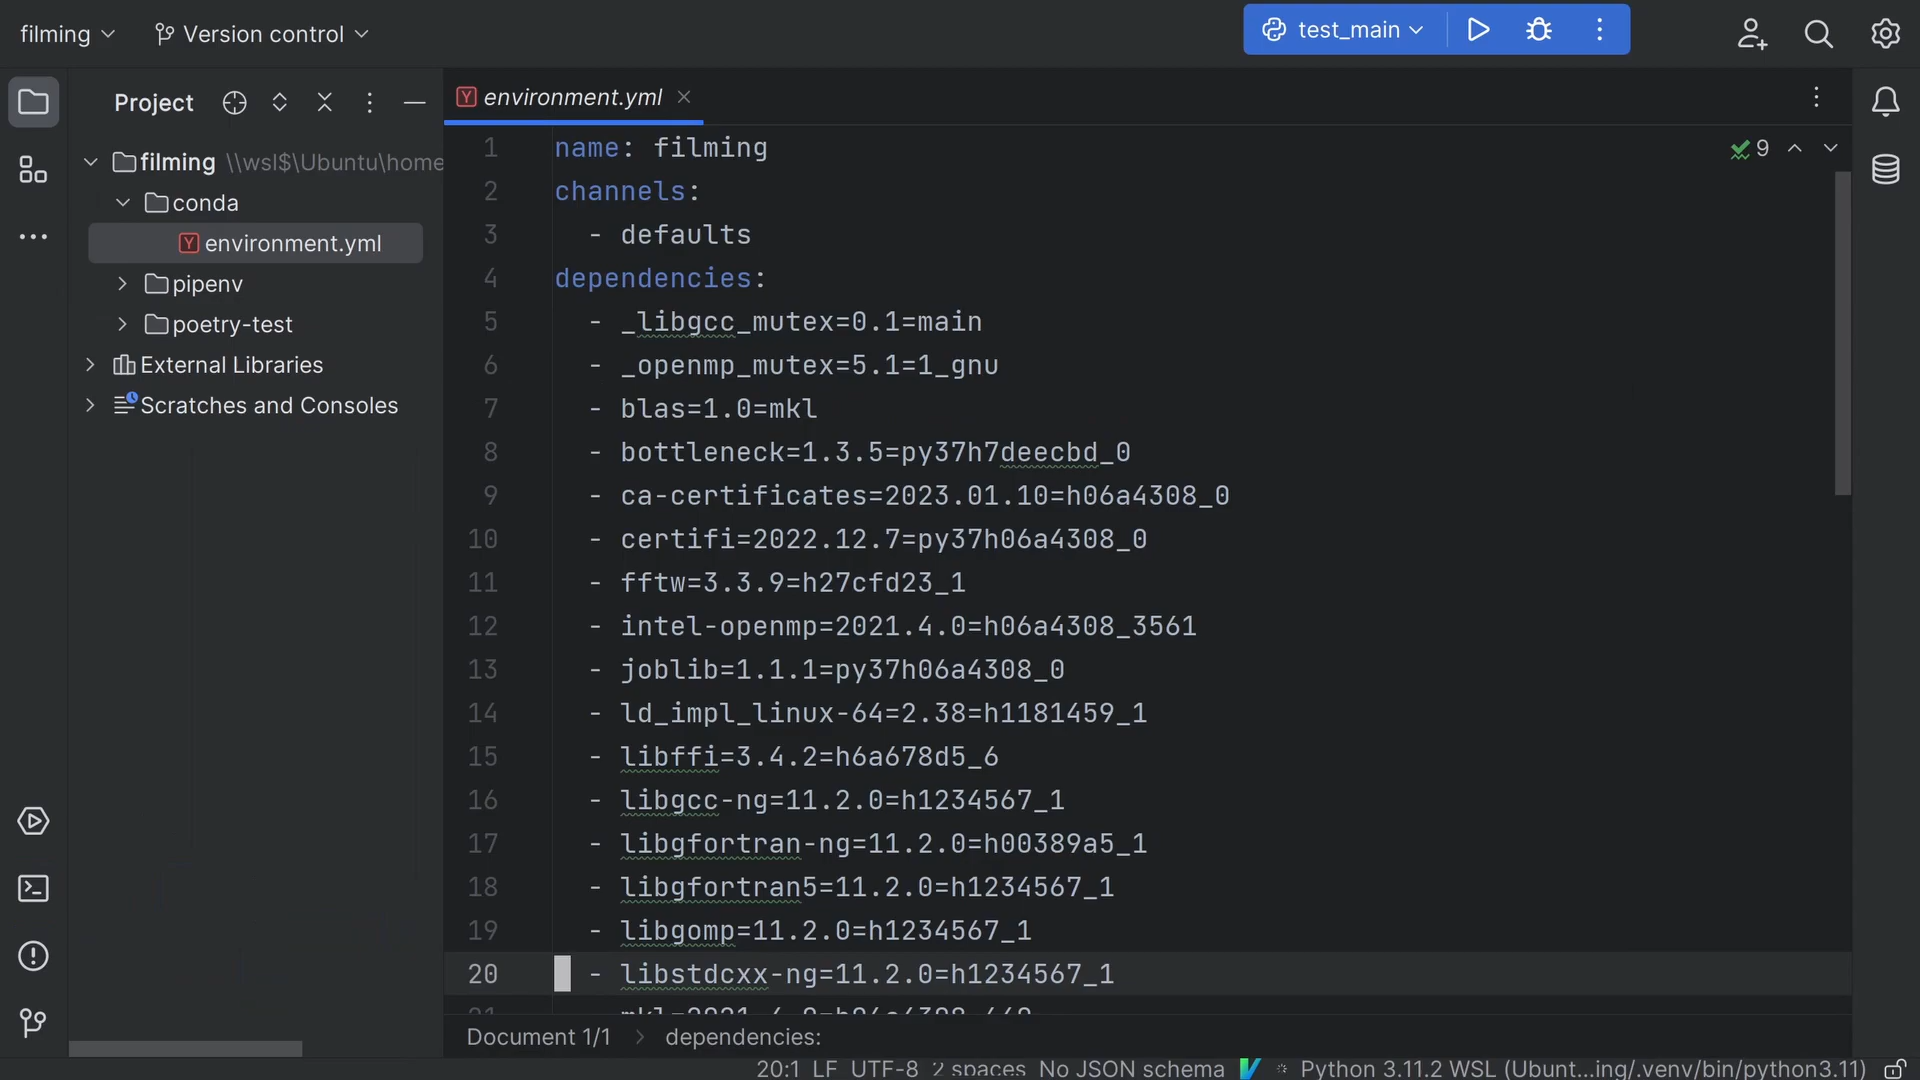 filming
Version control
test_main
Project
environment.yml
filming \\wsl$\Ubuntu\home
conda
environment.yml
pipenv
poetry-test
External Libraries
Scratches and Consoles
1 name: filming
2 channels:
3 - defaults
4 dependencies:
5 - _libgcc_mutex=0.1=main
6 - _openmp_mutex=5.1=1_gnu
7 - blas=1.0=mkl
8 - bottleneck=1.3.5=py37h7deecbd_0
9 - ca-certificates=2023.01.10=h06a4308_0
10 - certifi=2022.12.7=py37h06a4308_0
11 - fftw=3.3.9=h27cfd23_1
12 - intel-openmp=2021.4.0=h06a4308_3561
13 - joblib=1.1.1=py37h06a4308_0
14 - ld_impl_linux-64=2.38=h1181459_1
15 - libffi=3.4.2=h6a678d5_6
16 - libgcc-ng=11.2.0=h1234567_1
17 - libgfortran-ng=11.2.0=h00389a5_1
18 - libgfortran5=11.2.0=h1234567_1
19 - libgomp=11.2.0=h1234567_1
20 - libstdcxx-ng=11.2.0=h1234567_1
9
Document 1/1 > dependencies:
20:1 LF UTF-8 2 spaces No JSON schema Python 3.11.2 WSL (Ubunt...ing/.venv/bin/python3.11)